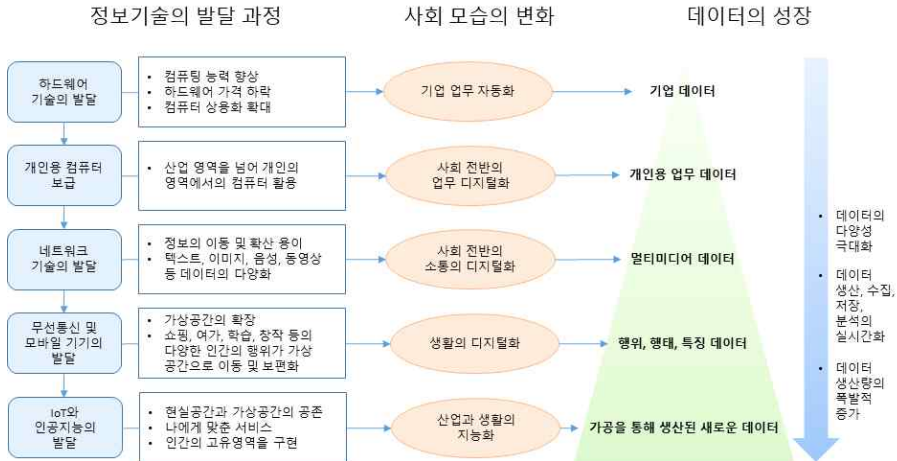 정보기술의 발달 과정
사회 모습의 변화
데이터의 성장
하드웨어
기술의 발달
• 컴퓨팅 능력 향상
• 하드웨어 가격 하락
• 컴퓨터 상용화 확대
기업 업무 자동화
기업 데이터
개인용 컴퓨터
보급
• 산업 영역을 넘어 개인의
영역에서의 컴퓨터 활용
사회 전반의
업무 디지털화
개인용 업무 데이터
네트워크
기술의 발달
• 정보의 이동 및 확산 용이
• 텍스트, 이미지, 음성, 동영상
등 데이터의 다양화
사회 전반의
소통의 디지털화
멀티미디어 데이터
무선통신 및
모바일 기기의
발달
• 가상공간의 확장
• 쇼핑, 여가, 학습, 창작 등의
다양한 인간의 행위가 가상
공간으로 이동 및 보편화
생활의 디지털화
행위, 행태, 특징 데이터
IoT와
인공지능의
발달
• 현실공간과 가상공간의 공존
• 나에게 맞춘 서비스
• 인간의 고유영역을 구현
산업과 생활의
지능화
가공을 통해 생산된 새로운 데이터
• 데이터의
다양성
극대화
• 데이터
생산, 수집,
저장,
분석의
실시간화
• 데이터
생산량의
폭발적
증가